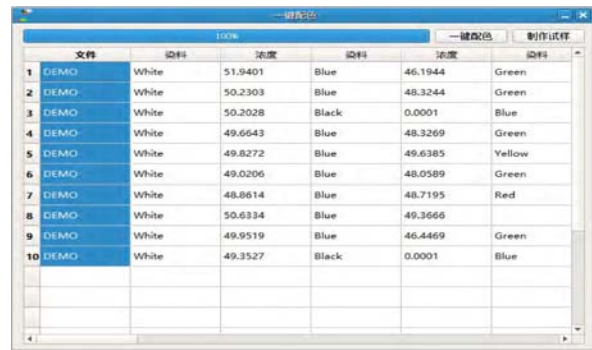 一键配色
100% 一键配色 制作试样
文件 染料 浓度 染料 浓度 染料
1 DEMO White 51.9401 Blue 46.1944 Green
2 DEMO White 50.2303 Blue 48.3244 Green
3 DEMO White 50.2028 Black 0.0001 Blue
4 DEMO White 49.6643 Blue 48.3269 Green
5 DEMO White 49.8272 Blue 49.6385 Yellow
6 DEMO White 49.0206 Blue 48.0589 Green
7 DEMO White 48.8614 Blue 48.7195 Red
8 DEMO White 50.6334 Blue 49.3666
9 DEMO White 49.9519 Blue 46.4469 Green
10 DEMO White 49.3527 Black 0.0001 Blue